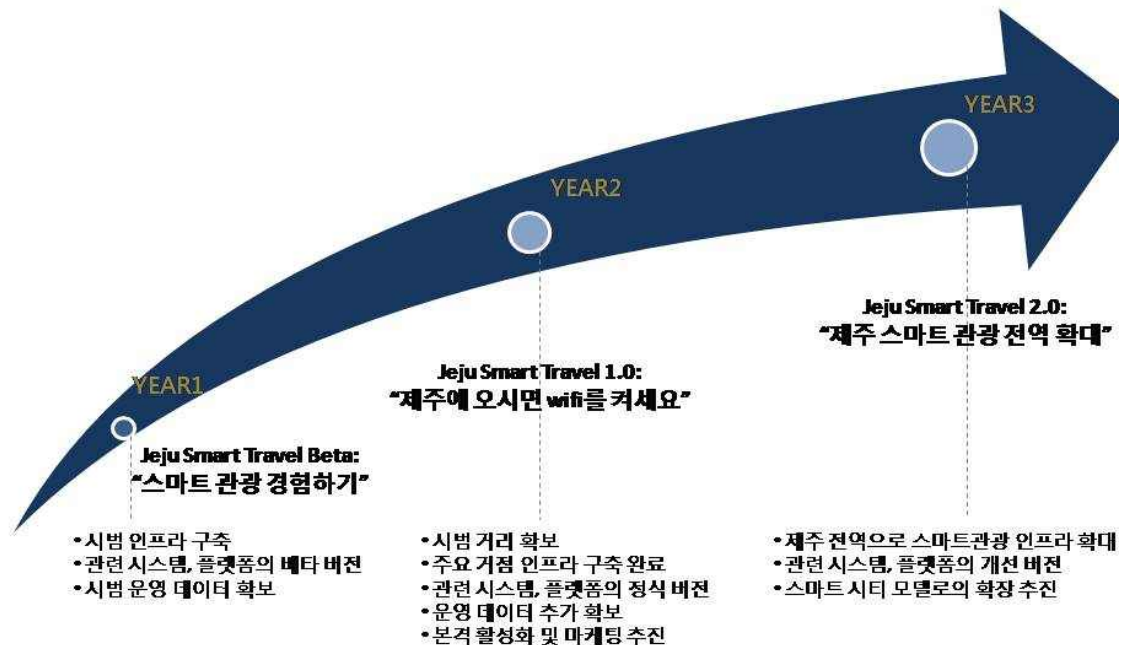 YEAR1
Jeju Smart Travel Beta:
“스마트 관광 경험하기”
• 시범 인프라 구축
• 관련 시스템, 플랫폼의 베타 버전
• 시범 운영 데이터 확보
YEAR2
Jeju Smart Travel 1.0:
“제주에 오시면 wifi를 켜세요”
• 시범 거리 확보
• 주요 거점 인프라 구축 완료
• 관련 시스템, 플랫폼의 정식 버전
• 운영 데이터 추가 확보
• 본격 활성화 및 마케팅 추진
YEAR3
Jeju Smart Travel 2.0:
“제주 스마트 관광 전역 확대”
• 제주 전역으로 스마트관광 인프라 확대
• 관련 시스템, 플랫폼의 개선 버전
• 스마트 시티 모델로의 확장 추진